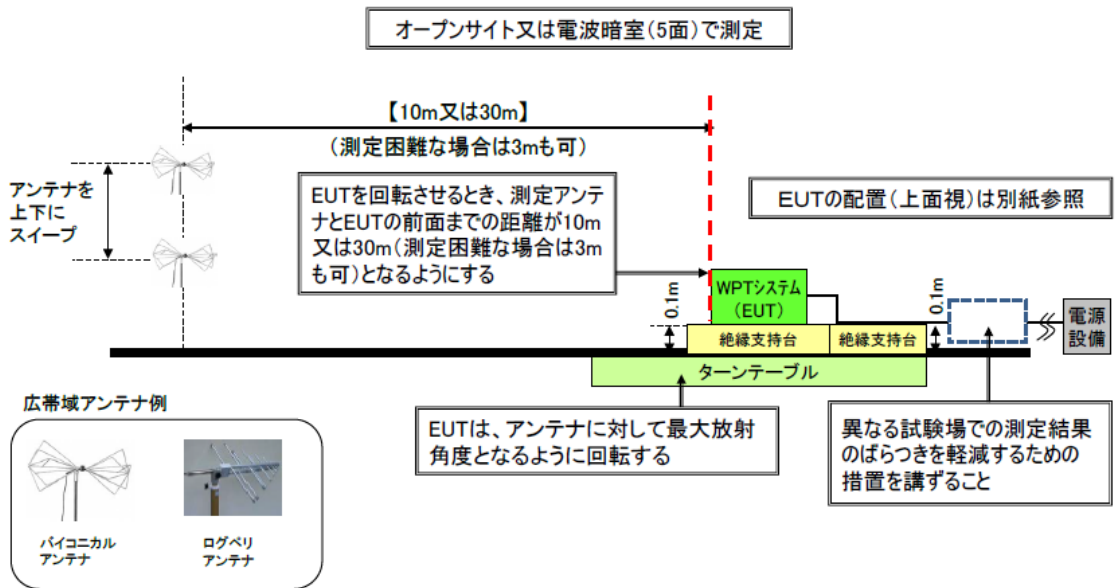 オープンサイト又は電波暗室(5面)で測定
【10m又は30m】
(測定困難な場合は3mも可)
アンテナを
上下に
スイープ
EUTを回転させるとき、測定アンテ
ナとEUTの前面までの距離が10m
又は30m(測定困難な場合は3m
も可)となるようにする
EUTの配置(上面視)は別紙参照
WPTシステム
(EUT)
0.1m
0.1m
絶縁支持台
絶縁支持台
電源
設備
ターンテーブル
広帯域アンテナ例
EUTは、アンテナに対して最大放射
角度となるように回転する
異なる試験場での測定結果
のばらつきを軽減するための
措置を講ずること
バイコニカル
アンテナ
ログペリ
アンテナ